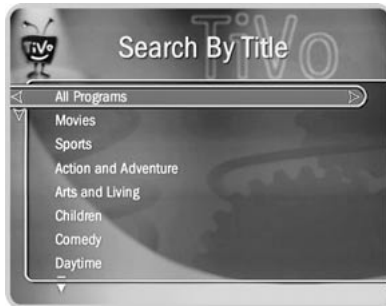 TiVo
Search By Title
TiVo
All Programs
Movies
Sports
Action and Adventure
Arts and Living
Children
Comedy
Daytime